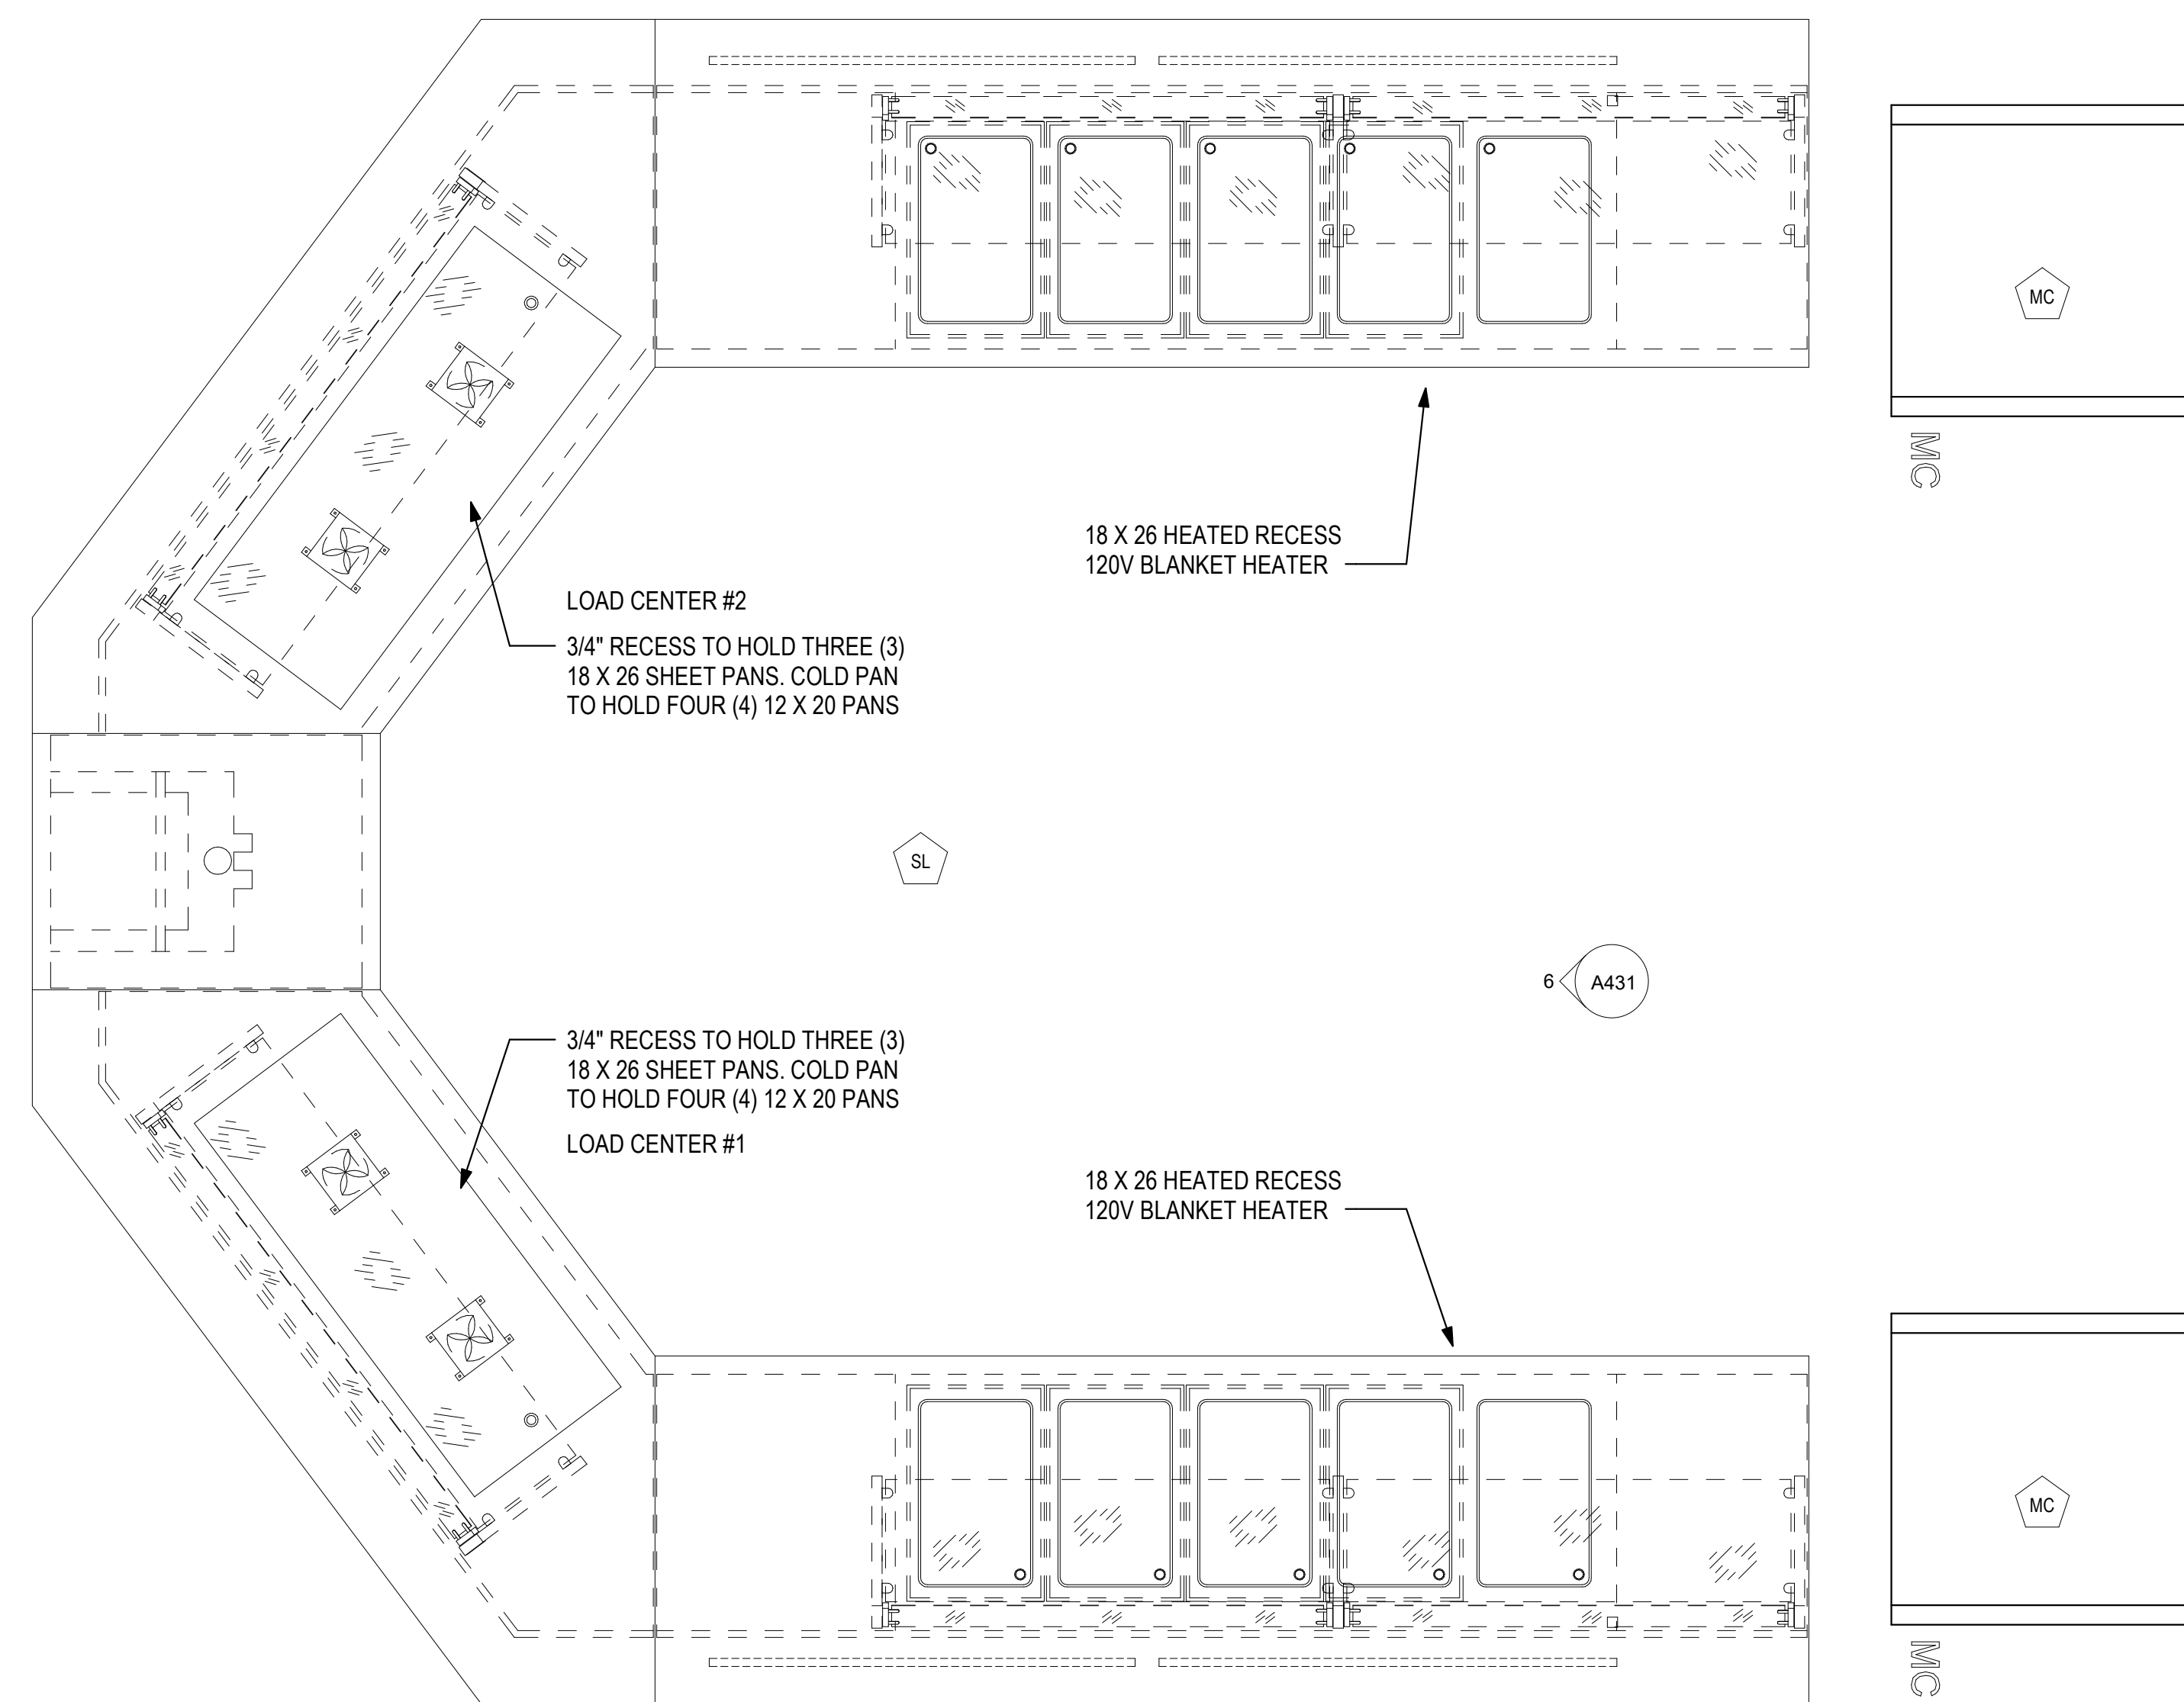 MC
MC
18 X 26 HEATED RECESS
120V BLANKET HEATER
LOAD CENTER #2
3/4" RECESS TO HOLD THREE (3)
18 X 26 SHEET PANS. COLD PAN
TO HOLD FOUR (4) 12 X 20 PANS
SL
6
A431
3/4" RECESS TO HOLD THREE (3)
18 X 26 SHEET PANS. COLD PAN
TO HOLD FOUR (4) 12 X 20 PANS
LOAD CENTER #1
18 X 26 HEATED RECESS
120V BLANKET HEATER
MC
MC